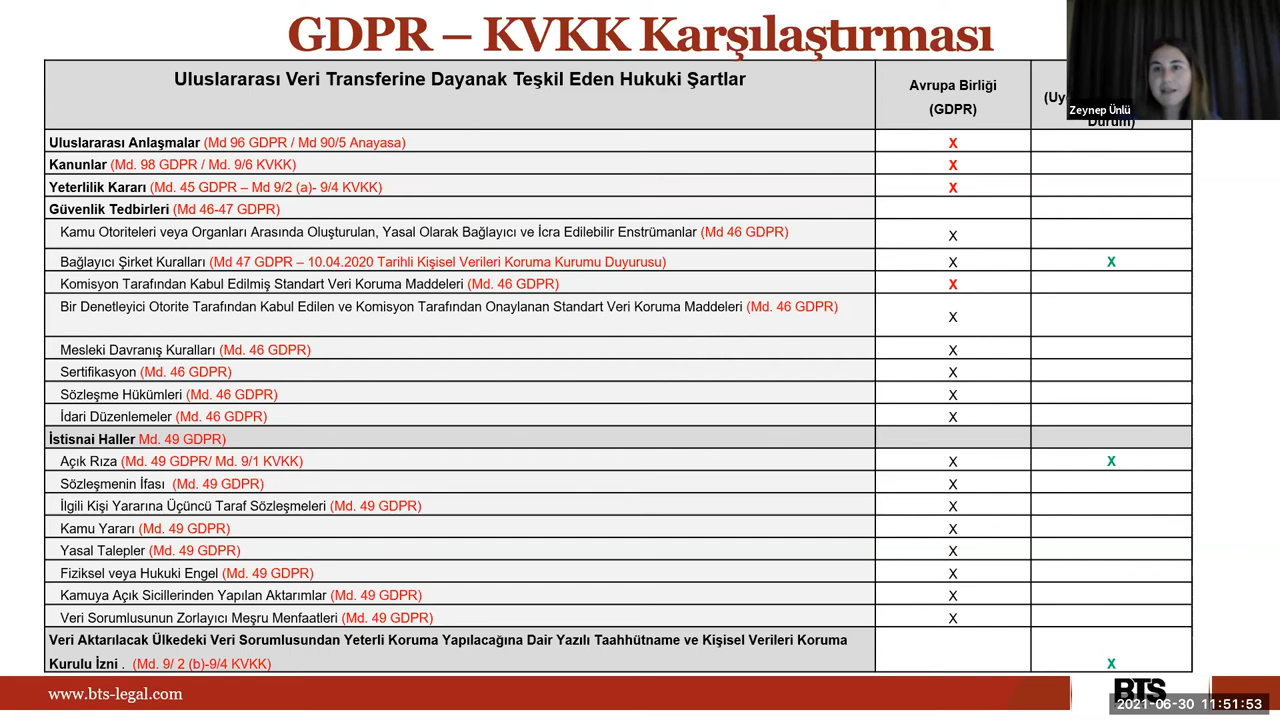 GDPR – KVKK Karşılaştırması
Uluslararası Veri Transferine Dayanak Teşkil Eden Hukuki Şartlar
Avrupa Birliği
(GDPR)
Durum)
Zeynep Ünlü
Uluslararası Anlaşmalar (Md 96 GDPR / Md 90/5 Anayasa) X
Kanunlar (Md. 98 GDPR / Md. 9/6 KVKK) X
Yeterlilik Kararı (Md. 45 GDPR – Md 9/2 (a)- 9/4 KVKK) X
Güvenlik Tedbirleri (Md 46-47 GDPR)
Kamu Otoriteleri veya Organları Arasında Oluşturulan, Yasal Olarak Bağlayıcı ve İcra Edilebilir Enstrümanlar (Md 46 GDPR) X
Bağlayıcı Şirket Kuralları (Md 47 GDPR – 10.04.2020 Tarihli Kişisel Verileri Koruma Kurumu Duyurusu) X X
Komisyon Tarafından Kabul Edilmiş Standart Veri Koruma Maddeleri (Md. 46 GDPR) X
Bir Denetleyici Otorite Tarafından Kabul Edilen ve Komisyon Tarafından Onaylanan Standart Veri Koruma Maddeleri (Md. 46 GDPR) X
Mesleki Davranış Kuralları (Md. 46 GDPR) X
Sertifikasyon (Md. 46 GDPR) X
Sözleşme Hükümleri (Md. 46 GDPR) X
İdari Düzenlemeler (Md. 46 GDPR) X
İstisnai Haller Md. 49 GDPR)
Açık Rıza (Md. 49 GDPR/ Md. 9/1 KVKK) X X
Sözleşmenin İfası (Md. 49 GDPR) X
İlgili Kişi Yararına Üçüncü Taraf Sözleşmeleri (Md. 49 GDPR) X
Kamu Yararı (Md. 49 GDPR) X
Yasal Talepler (Md. 49 GDPR) X
Fiziksel veya Hukuki Engel (Md. 49 GDPR) X
Kamuya Açık Sicillerinden Yapılan Aktarımlar (Md. 49 GDPR) X
Veri Sorumlusunun Zorlayıcı Meşru Menfaatleri (Md. 49 GDPR) X
Veri Aktarılacak Ülkedeki Veri Sorumlusundan Yeterli Koruma Yapılacağına Dair Yazılı Taahhütname ve Kişisel Verileri Koruma
Kurulu İzni . (Md. 9/ 2 (b)-9/4 KVKK) X
www.bts-legal.com
BTS
2021-06-30 11:51:53